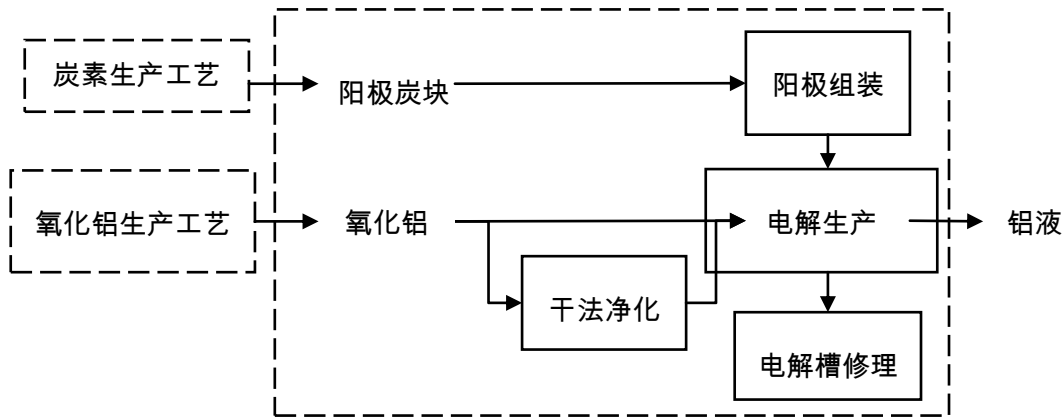 炭素生产工艺
阳极炭块
阳极组装
氧化铝生产工艺
氧化铝
电解生产
铝液
干法净化
电解槽修理